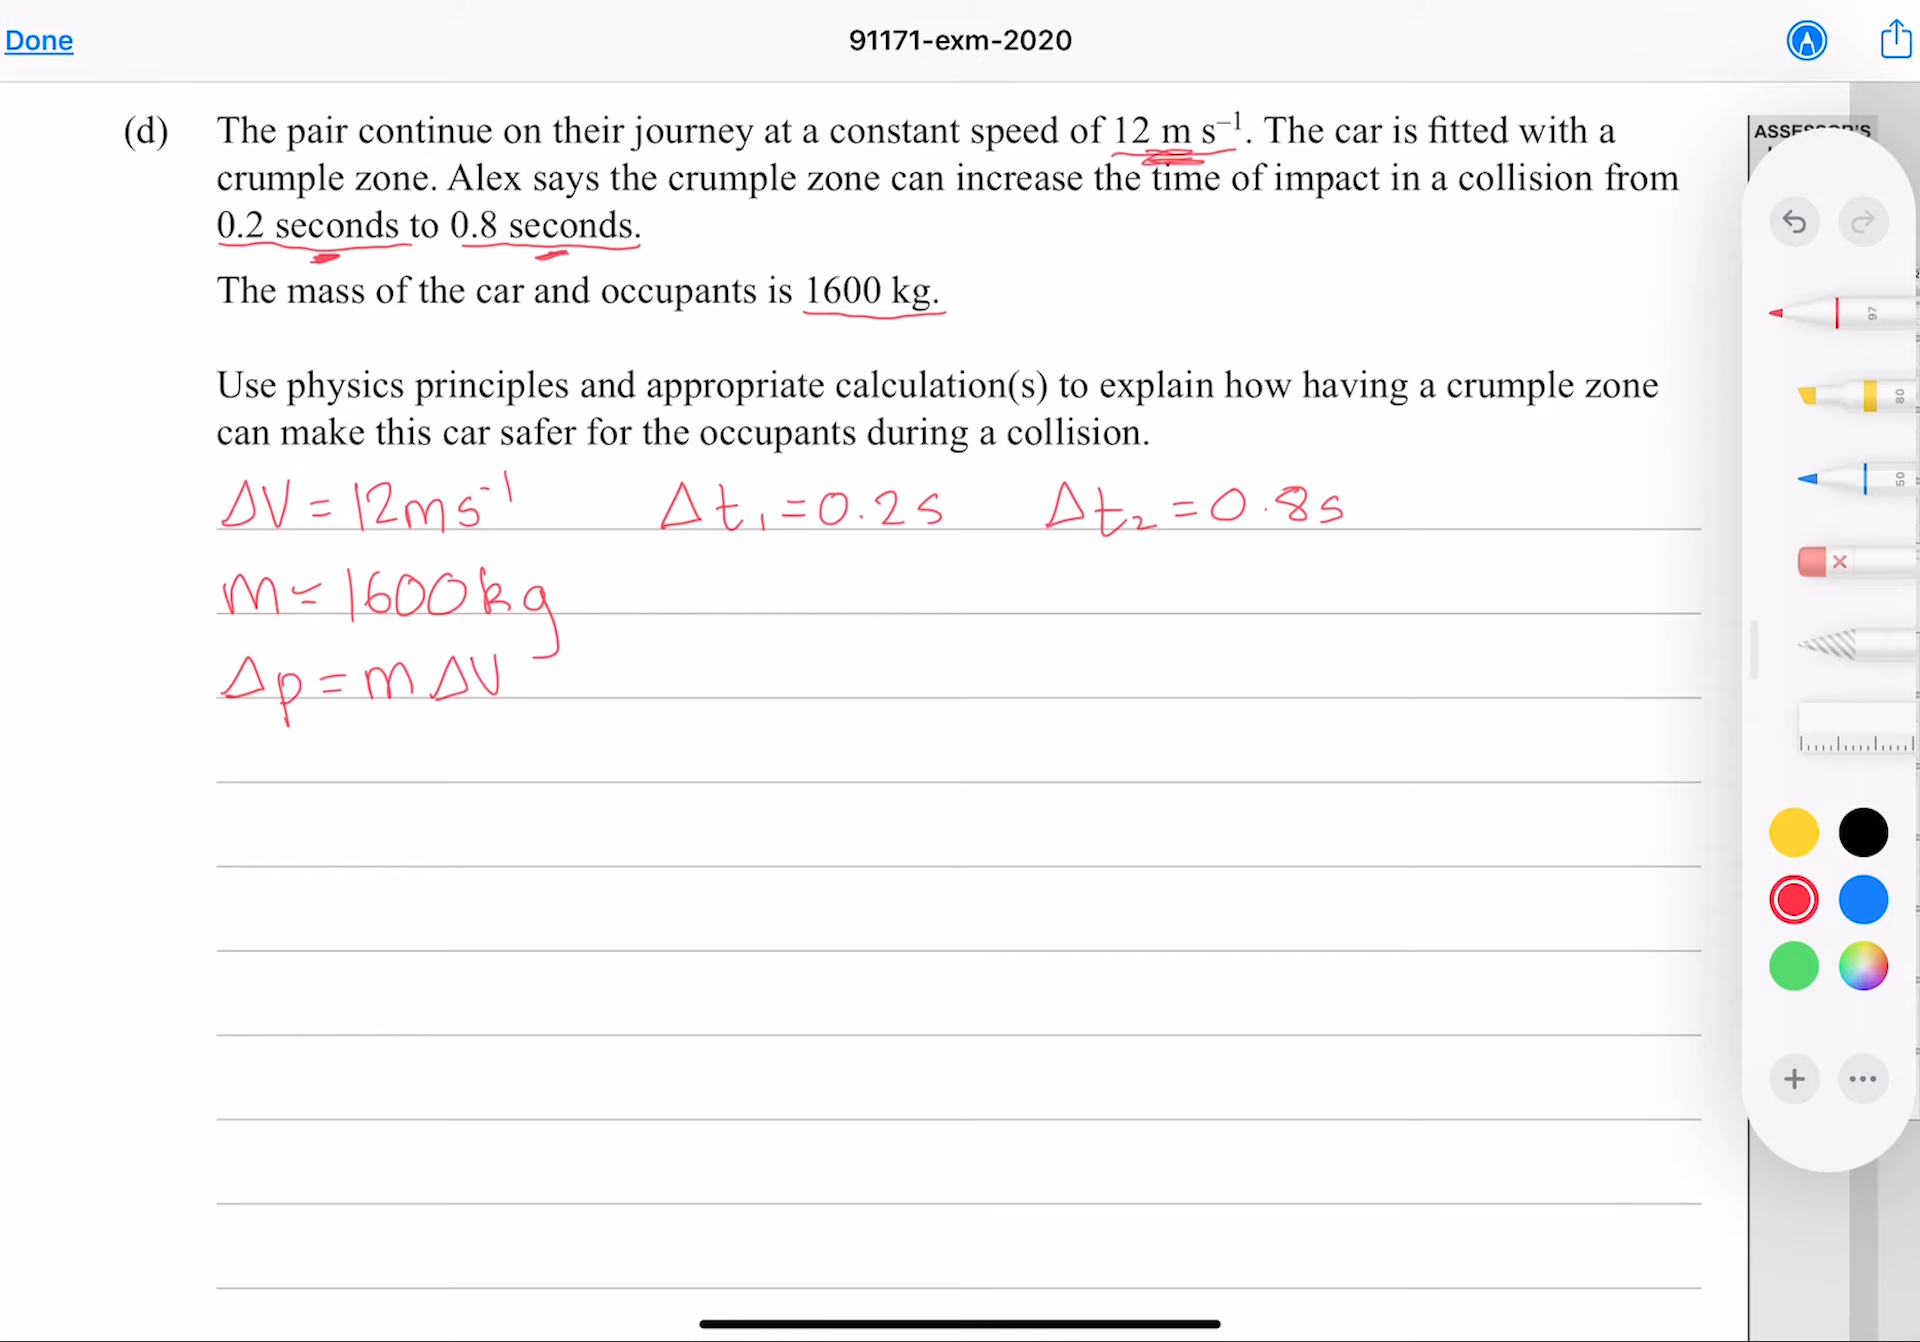 Done
91171-exm-2020
(d) The pair continue on their journey at a constant speed of 12 m s⁻¹. The car is fitted with a
crumple zone. Alex says the crumple zone can increase the time of impact in a collision from
0.2 seconds to 0.8 seconds.
The mass of the car and occupants is 1600 kg.
Use physics principles and appropriate calculation(s) to explain how having a crumple zone
can make this car safer for the occupants during a collision.
ΔV = 12ms⁻¹ Δt₁ = 0.2s Δt₂ = 0.8s
m = 1600kg
Δp = mΔV
97
80
50